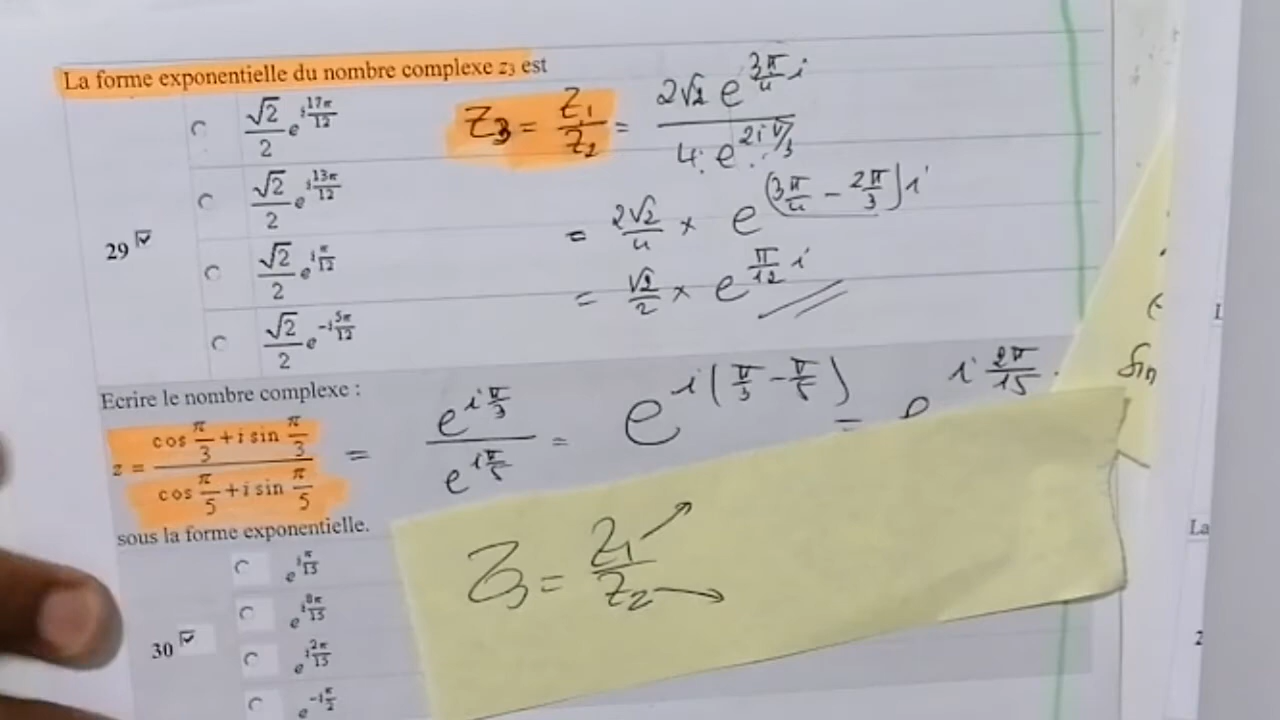 La forme exponentielle du nombre complexe z₃ est
√2/2 e^(i17π/12)
Z₃ = Z₁/Z₂ = 2√2 e^(3π/4 i) / 4. e^(2iπ/3)
√2/2 e^(i13π/12)
= 2√2/4 × e^((3π/4 − 2π/3)i)
29
√2/2 e^(iπ/12)
= √2/2 × e^(π/12 i)
√2/2 e^(−i5π/12)
Ecrire le nombre complexe :
z = (cos π/3 + i sin π/3) / (cos π/5 + i sin π/5) = e^(iπ/3) / e^(iπ/5) = e^(i(π/3 − π/5)) = e^(i 2π/15).
sin
sous la forme exponentielle.
Z₃ = Z₁/Z₂
e^(iπ/15)
e^(i8π/15)
30
e^(i2π/15)
e^(−iπ/2)
La
2